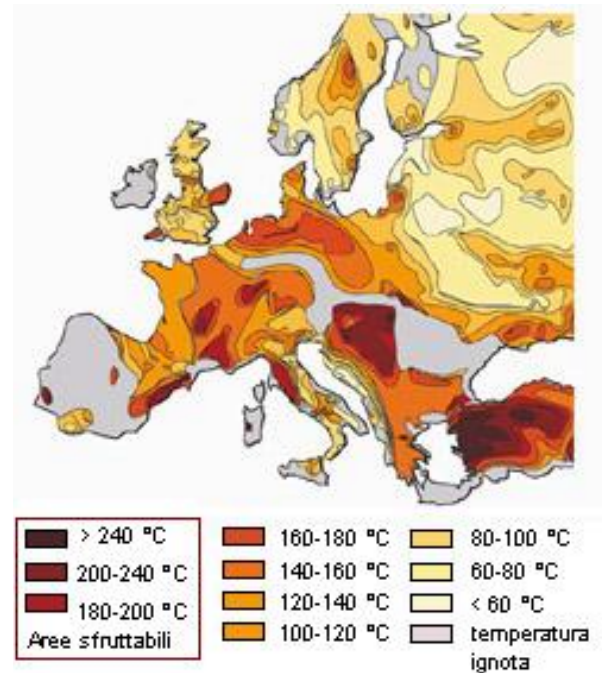 > 240 °C
200-240 °C
180-200 °C
Aree sfruttabili
160-180 °C
140-160 °C
120-140 °C
100-120 °C
80-100 °C
60-80 °C
< 60 °C
temperatura
ignota